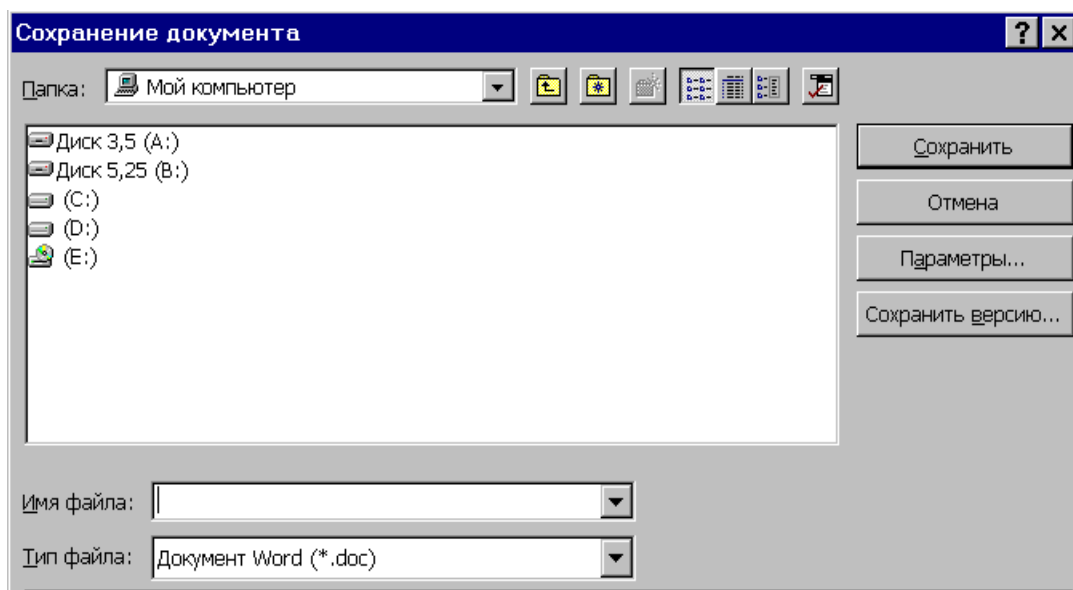 Сохранение документа
Папка: Мой компьютер
Диск 3,5 (A:)
Диск 5,25 (B:)
(C:)
(D:)
(E:)
Сохранить
Отмена
Параметры...
Сохранить версию...
Имя файла:
Тип файла: Документ Word (*.doc)